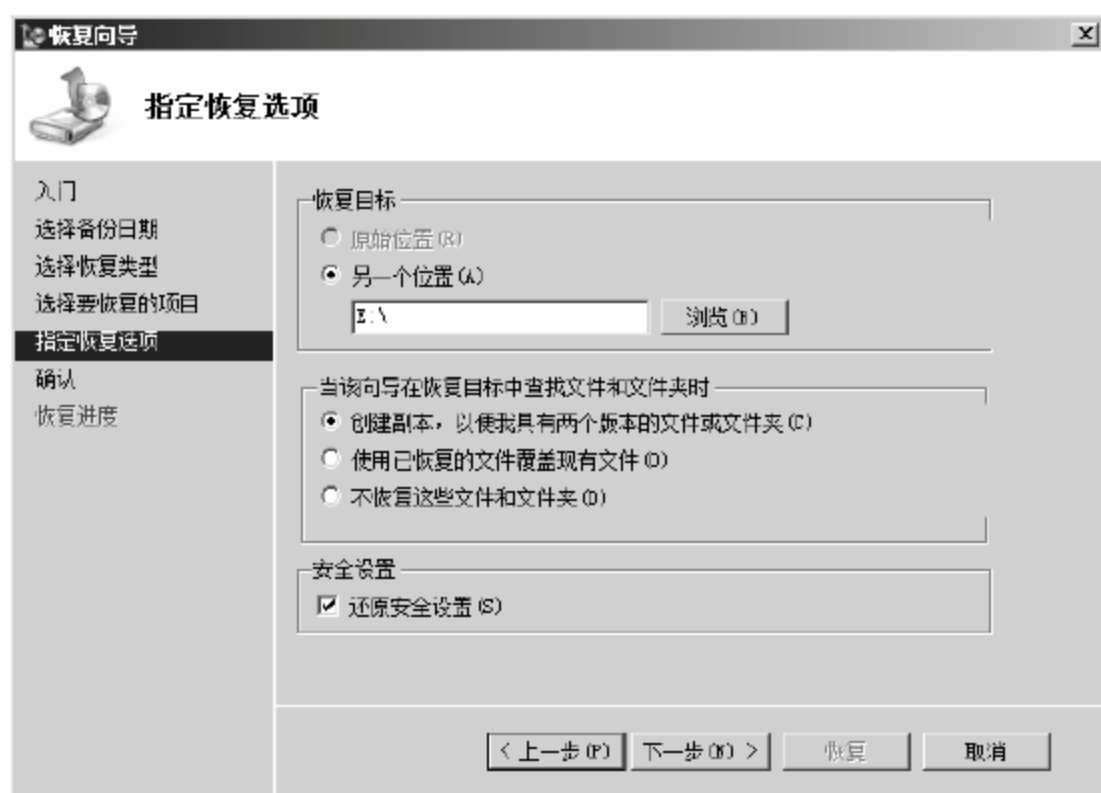 恢复向导
指定恢复选项
入门
选择备份日期
选择恢复类型
选择要恢复的项目
指定恢复选项
确认
恢复进度
恢复目标
原始位置(R)
另一个位置(A)
E:\
浏览(B)
当该向导在恢复目标中查找文件和文件夹时
创建副本，以便我具有两个版本的文件或文件夹(C)
使用已恢复的文件覆盖现有文件(O)
不恢复这些文件和文件夹(D)
安全设置
还原安全设置(S)
< 上一步(P) 下一步(N) > 恢复 取消